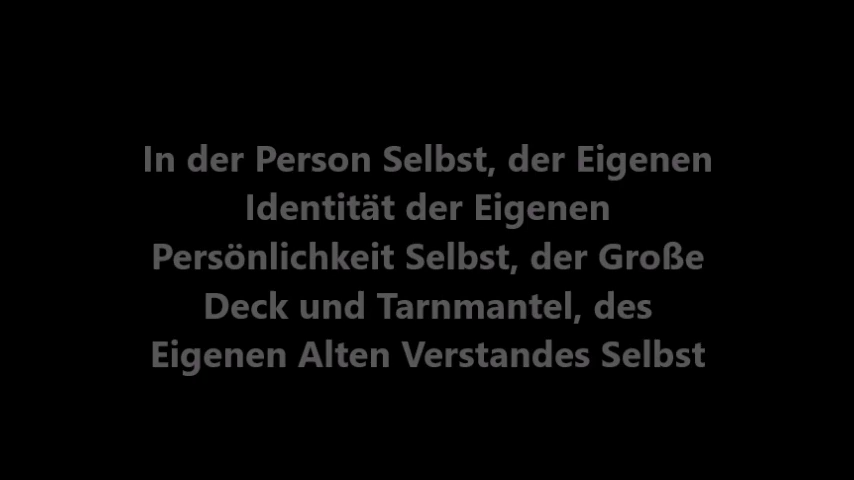 In der Person Selbst, der Eigenen
Identität der Eigenen
Persönlichkeit Selbst, der Große
Deck und Tarnmantel, des
Eigenen Alten Verstandes Selbst